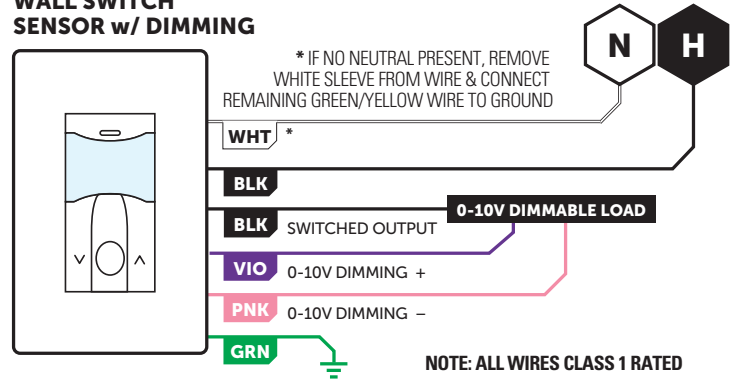 WALL SWITCH
SENSOR w/ DIMMING
* IF NO NEUTRAL PRESENT, REMOVE
WHITE SLEEVE FROM WIRE & CONNECT
REMAINING GREEN/YELLOW WIRE TO GROUND
N H
WHT *
BLK
BLK SWITCHED OUTPUT
0-10V DIMMABLE LOAD
VIO 0-10V DIMMING +
PNK 0-10V DIMMING –
GRN
NOTE: ALL WIRES CLASS 1 RATED